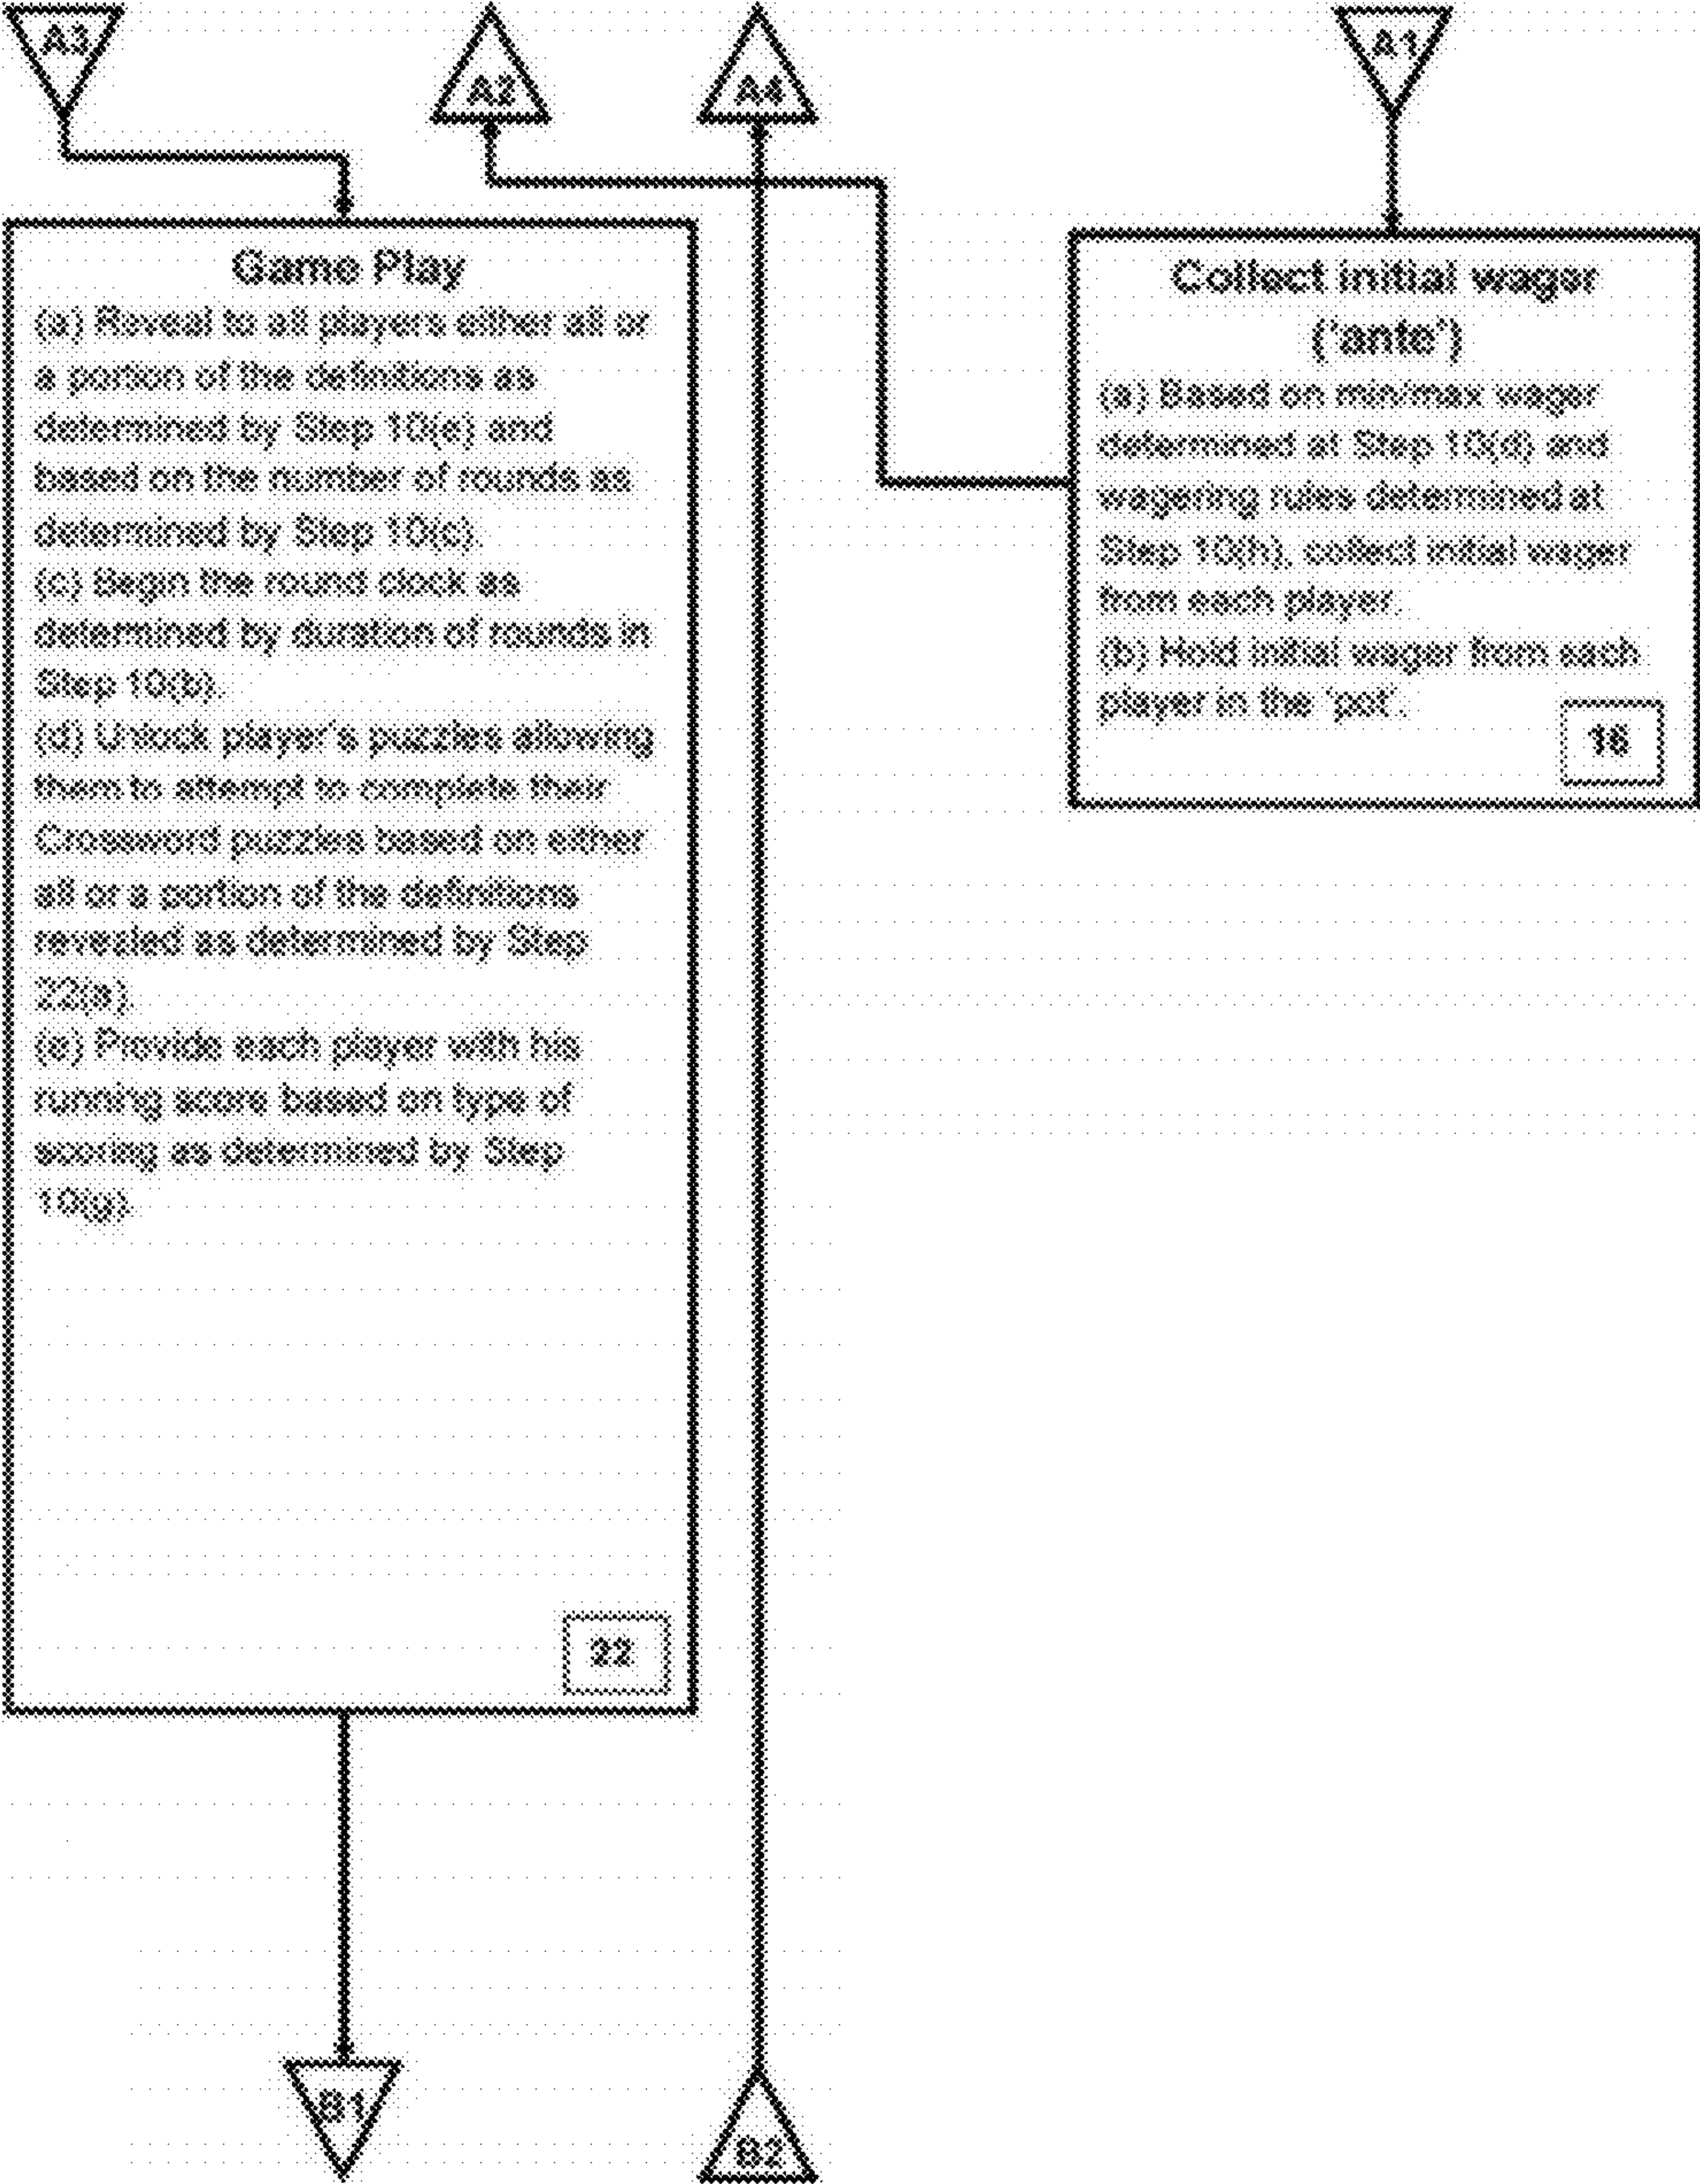 A3
A2
A4
A1
Game Play
(a) Reveal to all players either all or
a portion of the definitions as
determined by Step 10(e) and
based on the number of rounds as
determined by Step 10(c).
(c) Begin the round clock as
determined by duration of rounds in
Step 10(b).
(d) Unlock player's puzzles allowing
them to attempt to complete their
Crossword puzzles based on either
all or a portion of the definitions
revealed as determined by Step
22(a).
(e) Provide each player with his
running score based on type of
scoring as determined by Step
10(g).
22
Collect initial wager
('ante')
(a) Based on min/max wager
determined at Step 10(d) and
wagering rules determined at
Step 10(h), collect initial wager
from each player.
(b) Hold initial wager from each
player in the 'pot'.
16
B1
B2